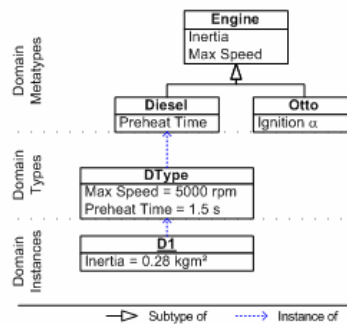 Engine
Inertia
Max Speed
Domain
Metatypes
Diesel
Preheat Time
Otto
Ignition α
Domain
Types
DType
Max Speed = 5000 rpm
Preheat Time = 1.5 s
Domain
Instances
D1
Inertia = 0.28 kgm²
Subtype of
Instance of